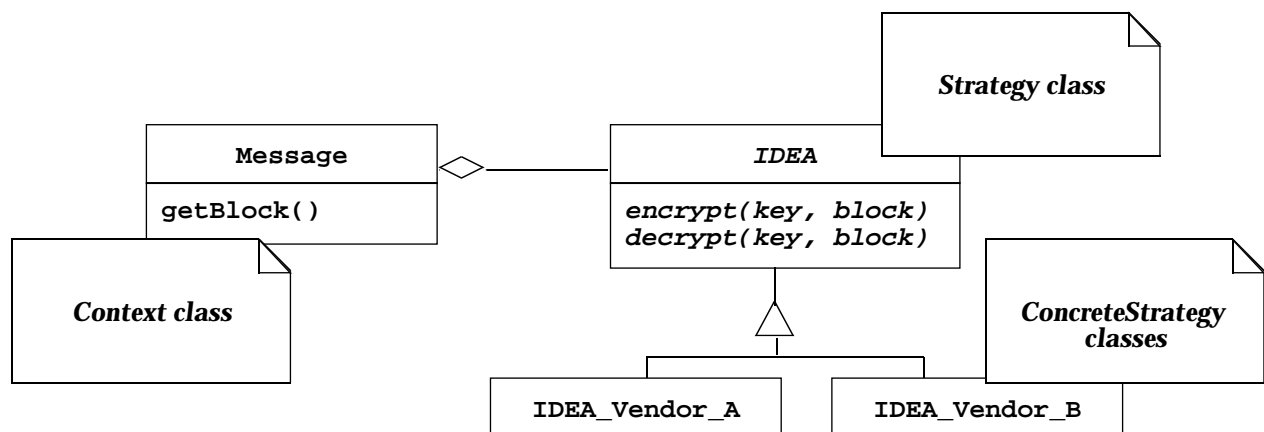 Strategy class
Message
IDEA
getBlock()
encrypt(key, block)
decrypt(key, block)
Context class
ConcreteStrategy
classes
IDEA_Vendor_A
IDEA_Vendor_B